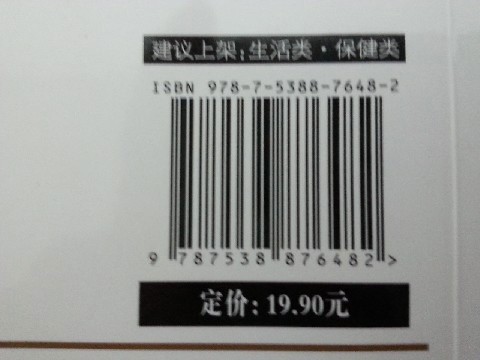 建议上架:生活类·保健类
ISBN 978-7-5388-7648-2
9 787538 876482 >
定价: 19.90元